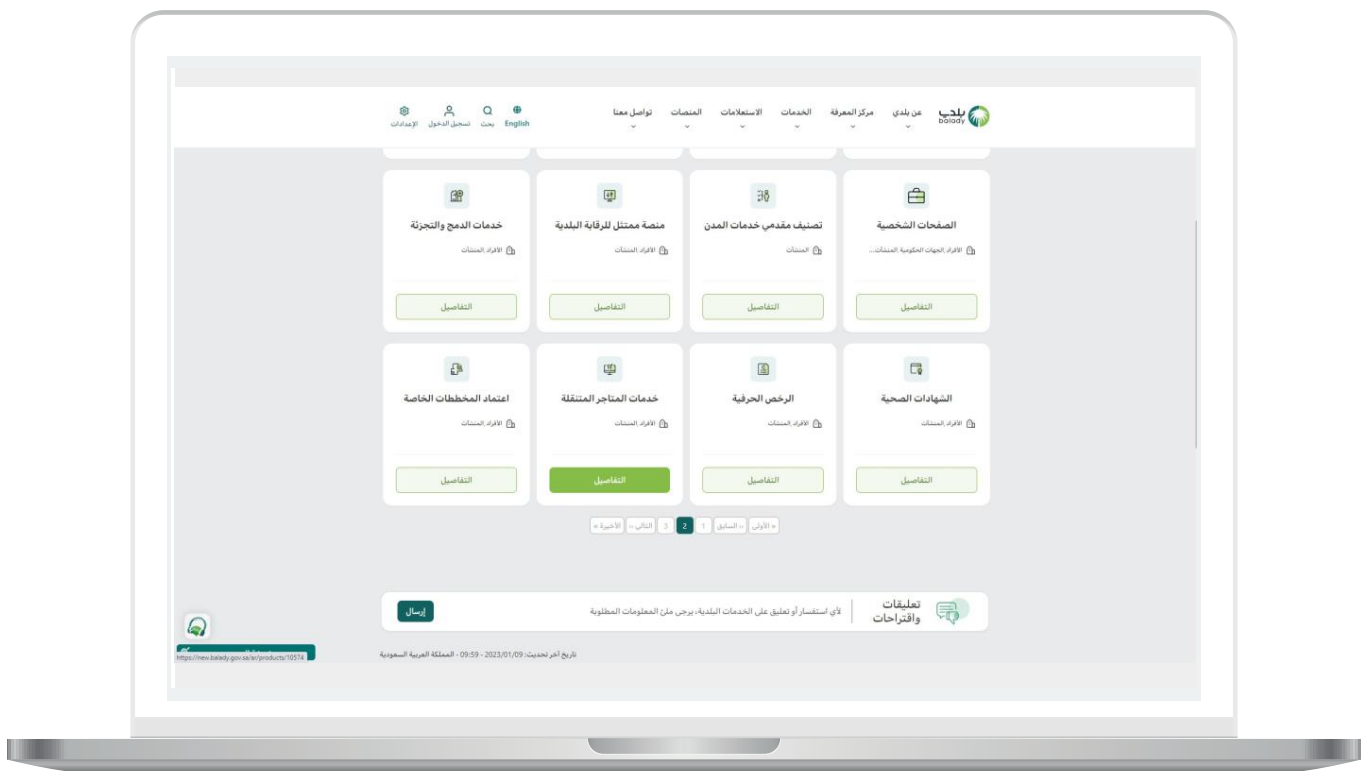 بلدي
balady
عن بلدي
مركز المعرفة
الخدمات
الاستعلامات
المنصات
تواصل معنا
English
بحث
تسجيل الدخول
الإعدادات
الصفحات الشخصية
الأفراد, الجهات الحكومية, المنشآت...
التفاصيل
تصنيف مقدمي خدمات المدن
المنشآت
التفاصيل
منصة ممتثل للرقابة البلدية
الأفراد, المنشآت
التفاصيل
خدمات الدمج والتجزئة
الأفراد, المنشآت
التفاصيل
الشهادات الصحية
الأفراد, المنشآت
التفاصيل
الرخص الحرفية
الأفراد, المنشآت
التفاصيل
خدمات المتاجر المتنقلة
الأفراد, المنشآت
التفاصيل
اعتماد المخططات الخاصة
الأفراد, المنشآت
التفاصيل
« الأولى ‹‹ السابق 1 2 3 التالي ›› الأخيرة »
تعليقات
واقتراحات
لأي استفسار أو تعليق على الخدمات البلدية، يرجى ملئ المعلومات المطلوبة
إرسال
تاريخ آخر تحديث: 2023/01/09 - 09:59 - المملكة العربية السعودية
https://new.balady.gov.sa/ar/products/10574